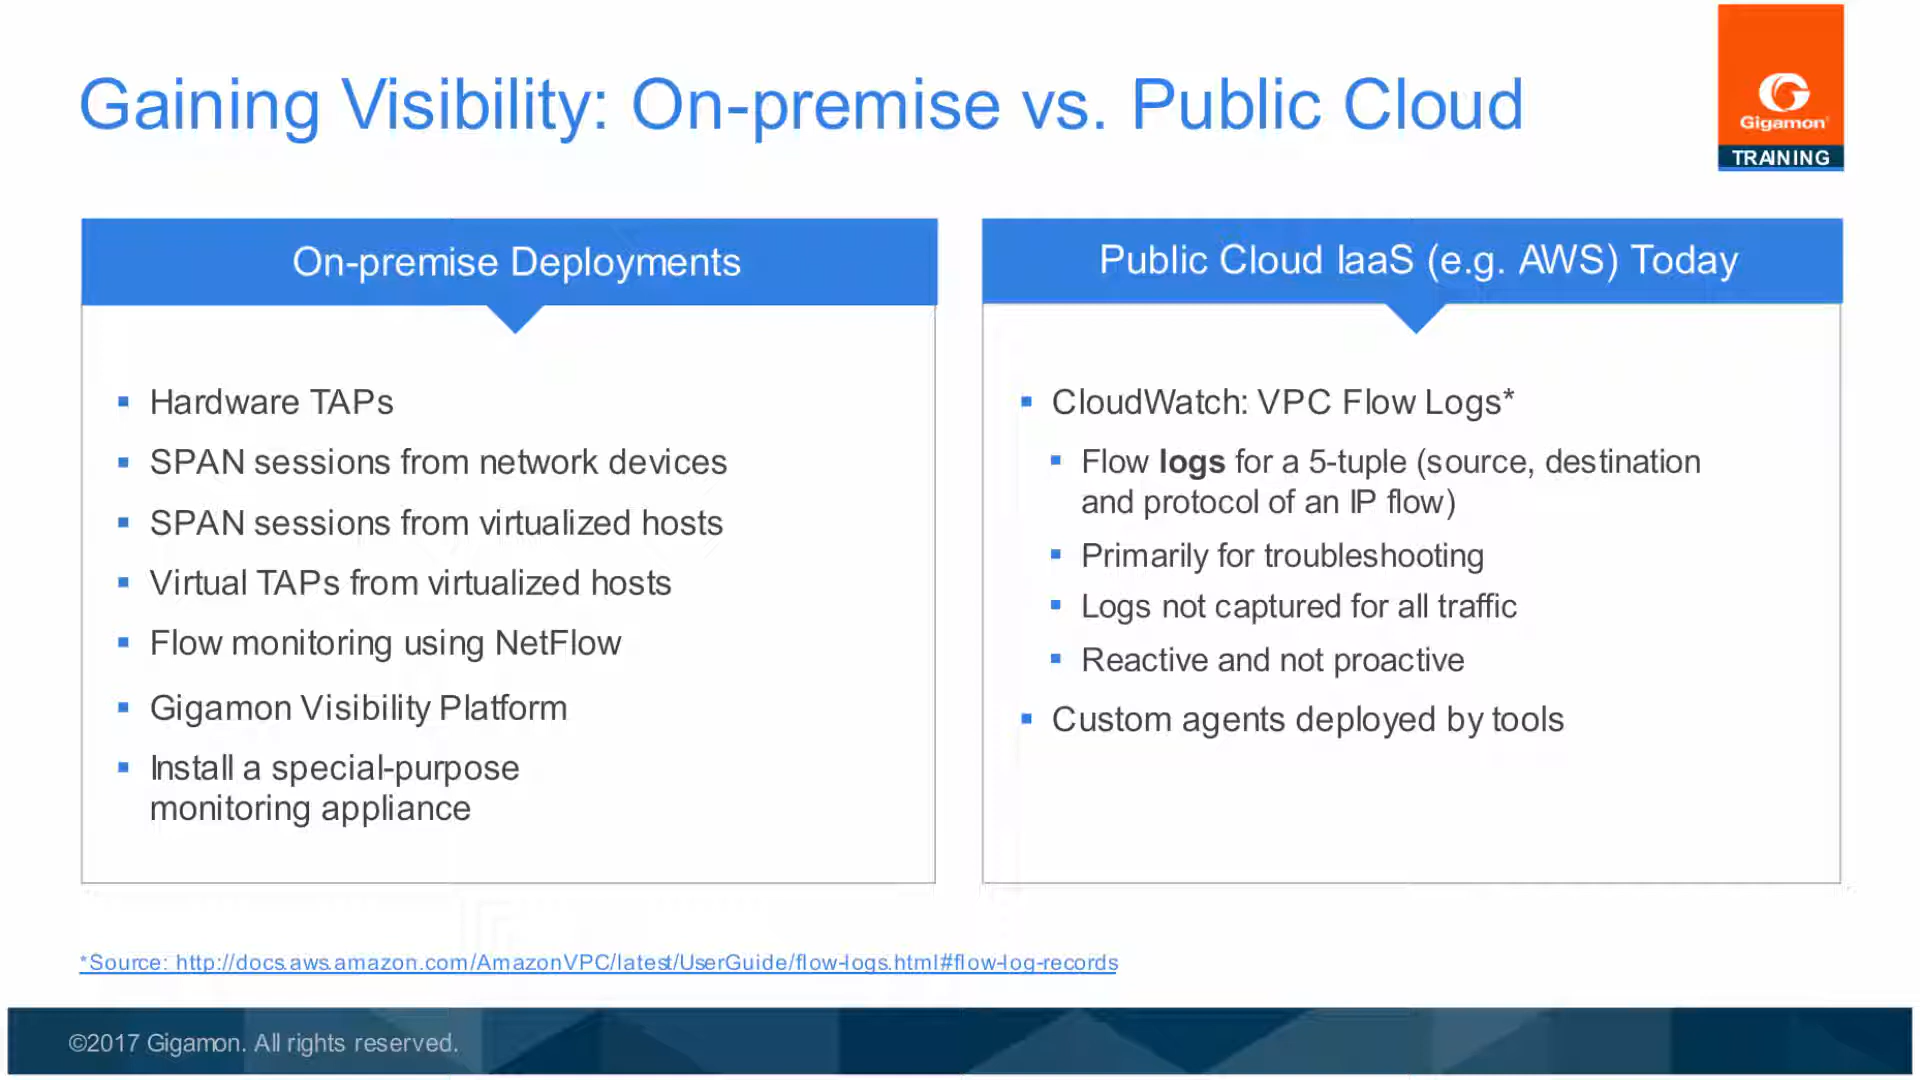 Gaining Visibility: On-premise vs. Public Cloud
Gigamon
TRAINING
On-premise Deployments
Hardware TAPs
SPAN sessions from network devices
SPAN sessions from virtualized hosts
Virtual TAPs from virtualized hosts
Flow monitoring using NetFlow
Gigamon Visibility Platform
Install a special-purpose
monitoring appliance
Public Cloud IaaS (e.g. AWS) Today
CloudWatch: VPC Flow Logs*
Flow logs for a 5-tuple (source, destination
and protocol of an IP flow)
Primarily for troubleshooting
Logs not captured for all traffic
Reactive and not proactive
Custom agents deployed by tools
*Source: http://docs.aws.amazon.com/AmazonVPC/latest/UserGuide/flow-logs.html#flow-log-records
©2017 Gigamon. All rights reserved.